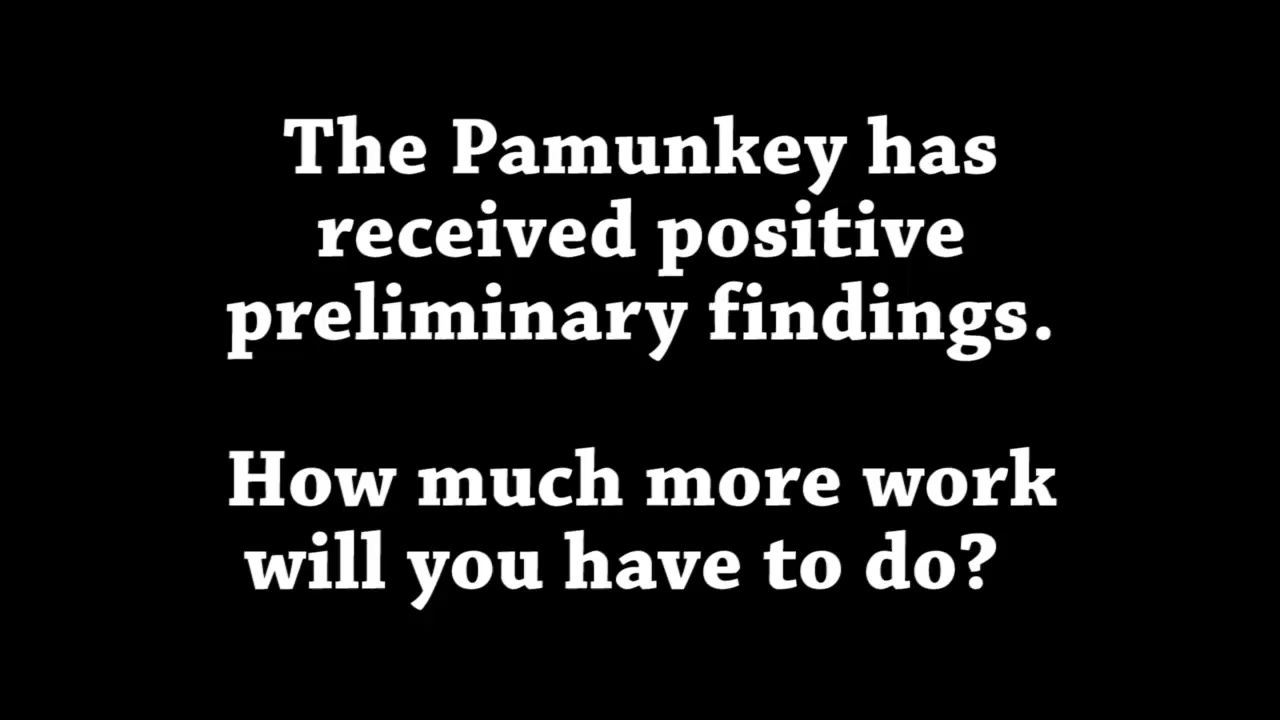 The Pamunkey has
received positive
preliminary findings.
How much more work
will you have to do?